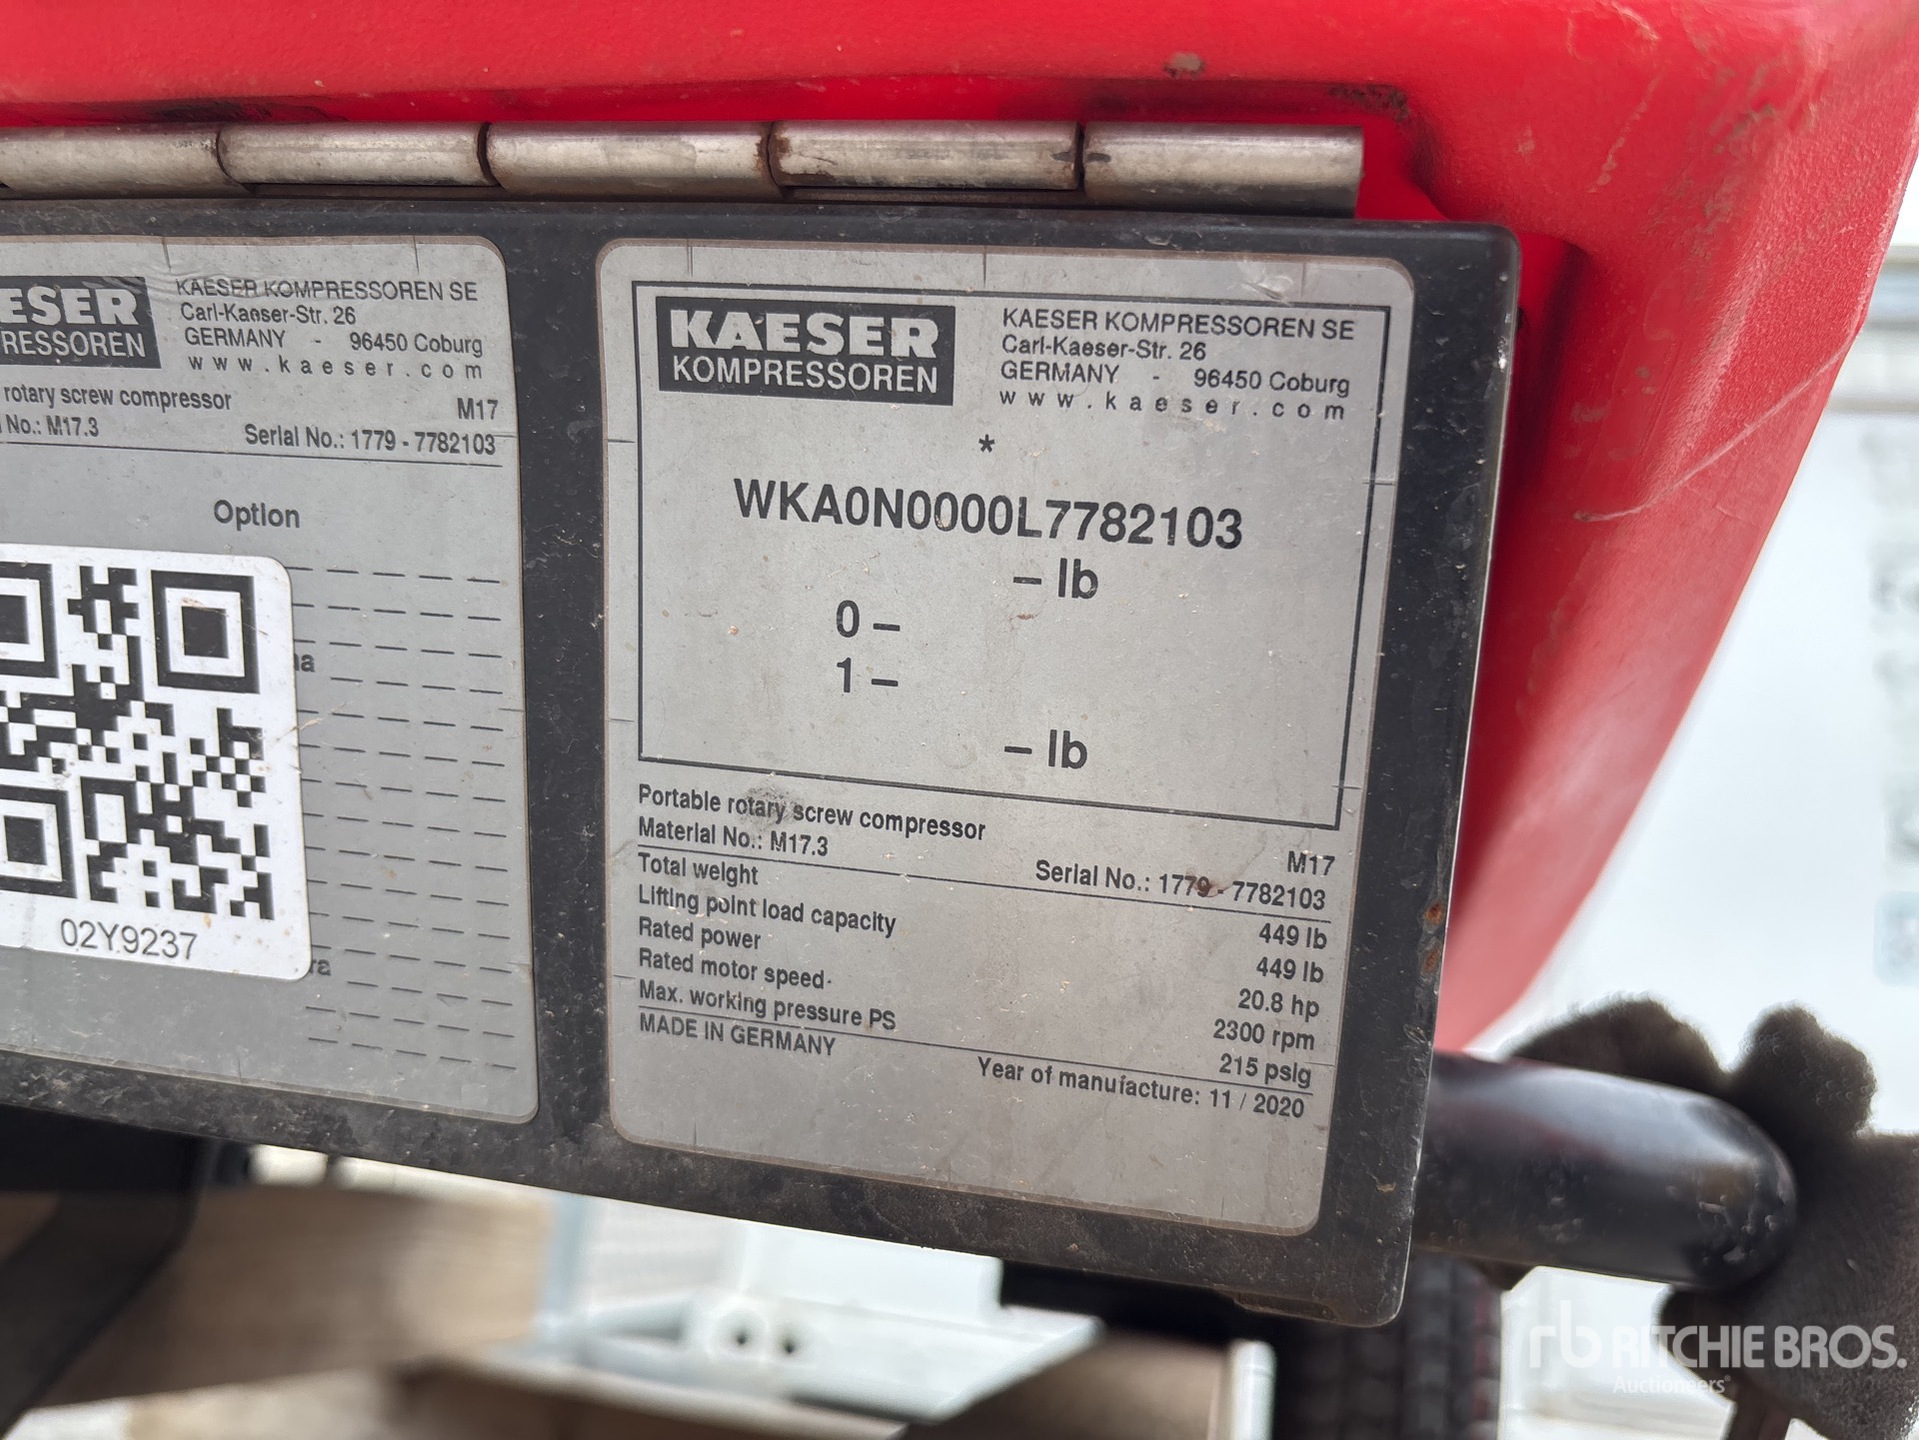 ESER
RESSOREN
KAESER KOMPRESSOREN SE
Carl-Kaeser-Str. 26
GERMANY - 96450 Coburg
www.kaeser.com
rotary screw compressor
M17
No.: M17.3
Serial No.: 1779 - 7782103
Option
na
ra
02Y9237
KAESER
KOMPRESSOREN
KAESER KOMPRESSOREN SE
Carl-Kaeser-Str. 26
GERMANY - 96450 Coburg
www.kaeser.com
*
WKA0N0000L7782103
– lb
0 –
1 –
– lb
Portable rotary screw compressor M17
Material No.: M17.3 Serial No.: 1779 - 7782103
Total weight 449 lb
Lifting point load capacity 449 lb
Rated power 20.8 hp
Rated motor speed 2300 rpm
Max. working pressure PS 215 psig
MADE IN GERMANY Year of manufacture: 11 / 2020
rb RITCHIE BROS.
Auctioneers